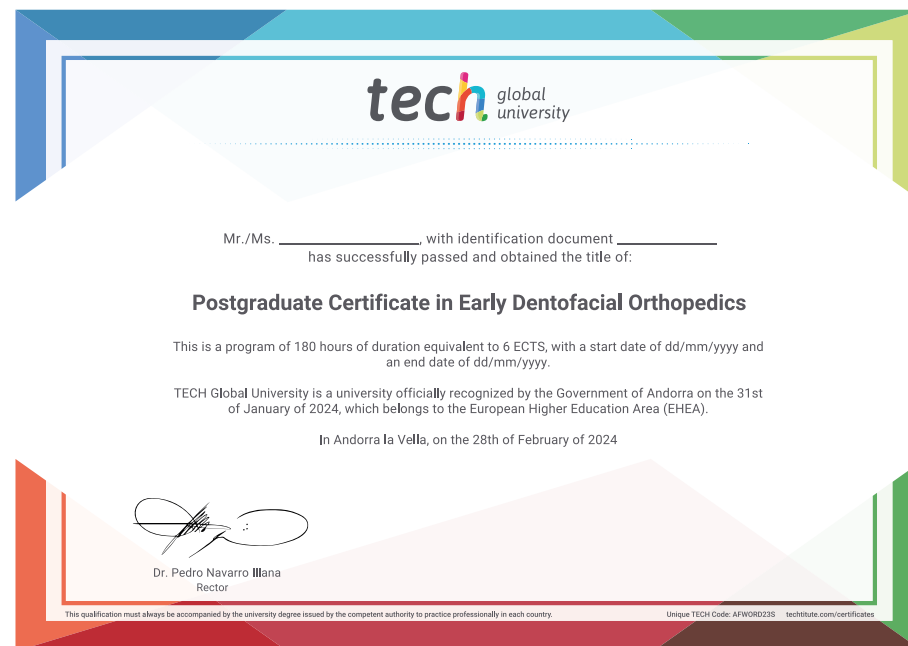 tech global
university
Mr./Ms. ____________, with identification document ____________
has successfully passed and obtained the title of:
Postgraduate Certificate in Early Dentofacial Orthopedics
This is a program of 180 hours of duration equivalent to 6 ECTS, with a start date of dd/mm/yyyy and
an end date of dd/mm/yyyy.
TECH Global University is a university officially recognized by the Government of Andorra on the 31st
of January of 2024, which belongs to the European Higher Education Area (EHEA).
In Andorra la Vella, on the 28th of February of 2024
Dr. Pedro Navarro Illana
Rector
This qualification must always be accompanied by the university degree issued by the competent authority to practice professionally in each country. Unique TECH Code: AFWORD23S techtitute.com/certificates